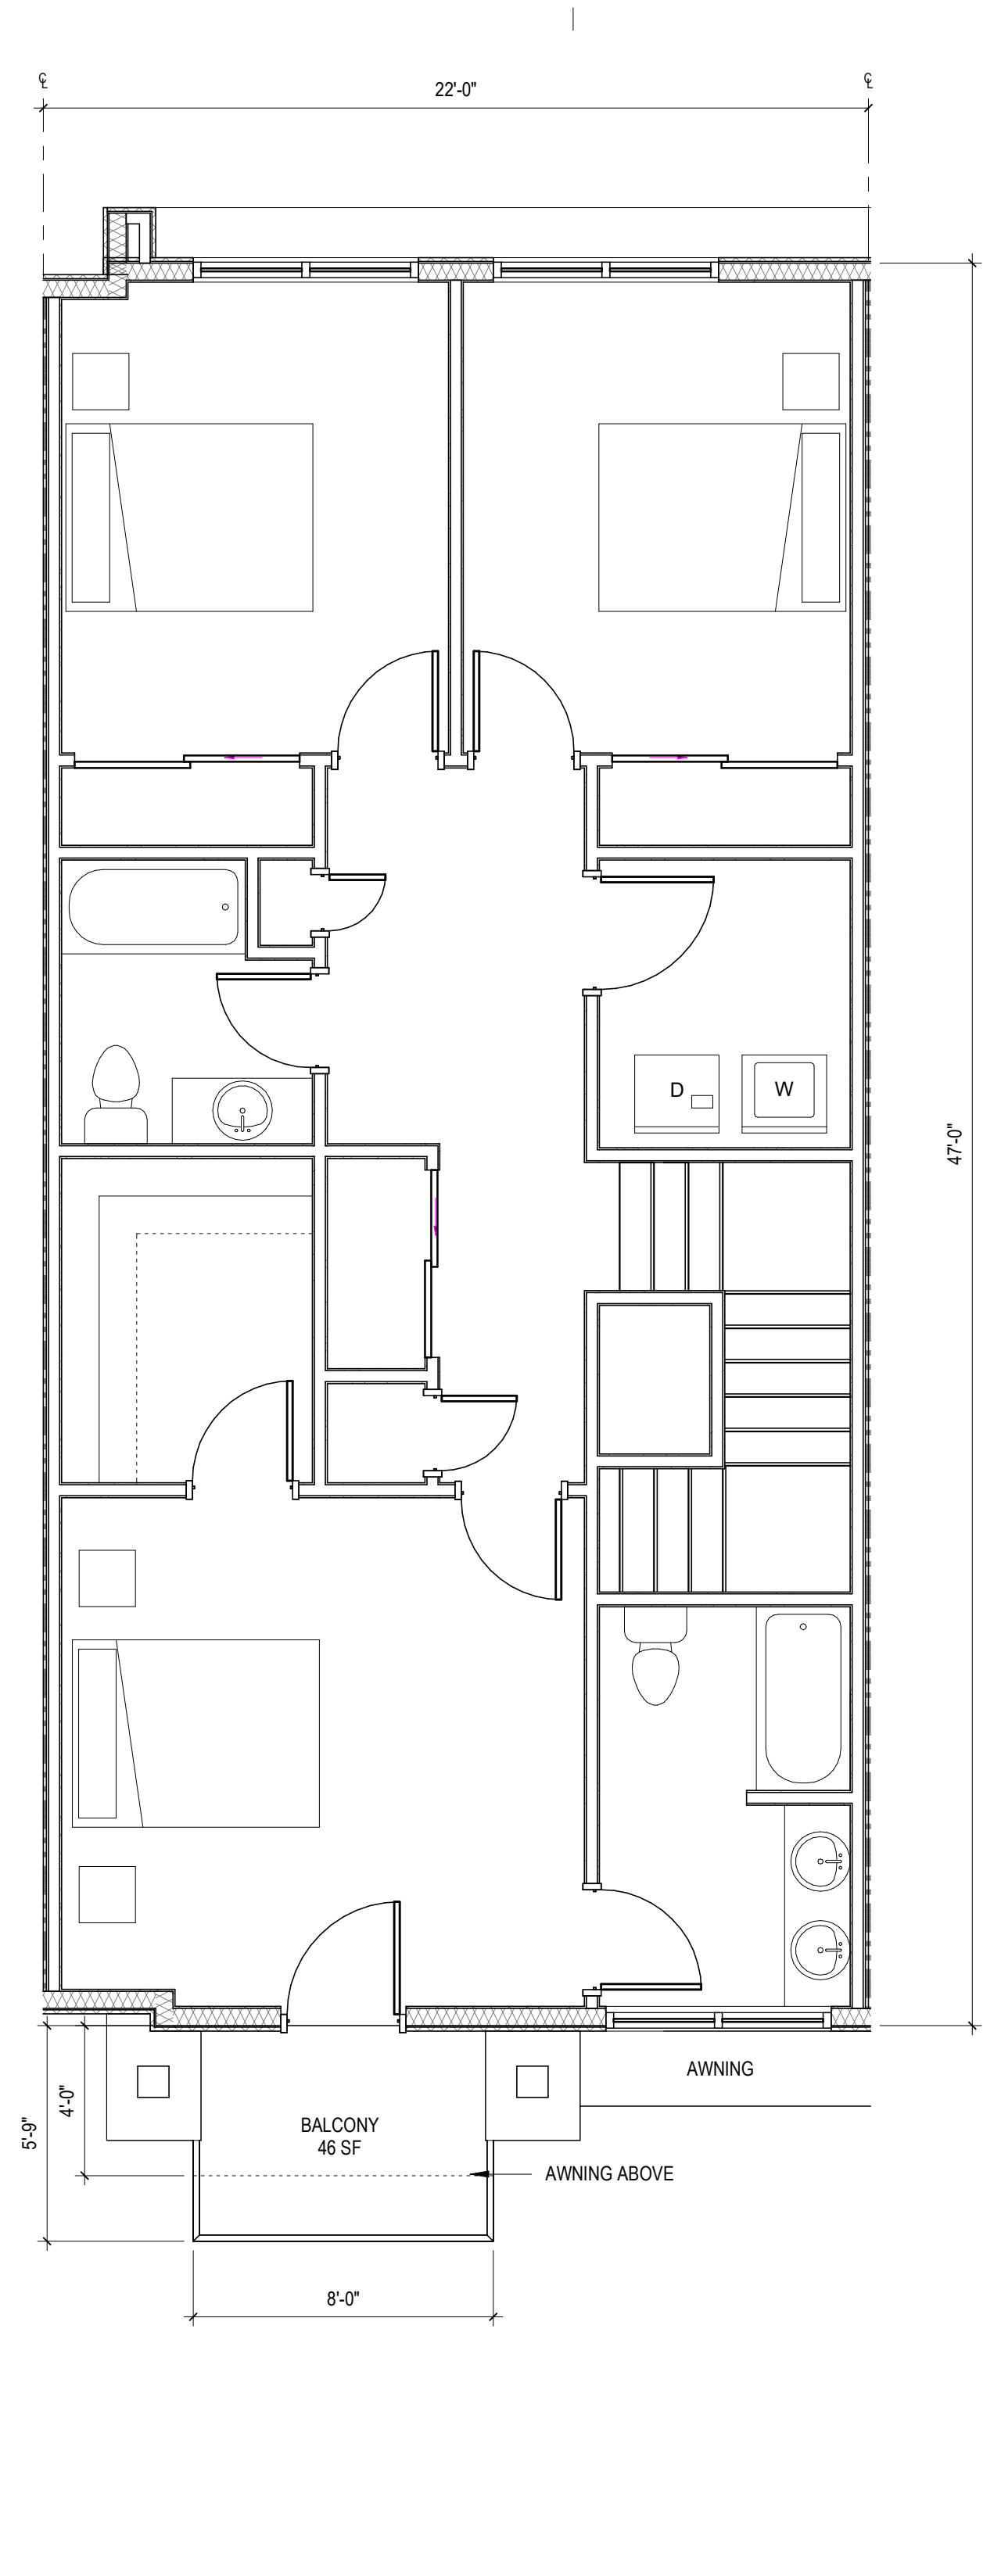 ℄
℄
22'-0"
D
W
47'-0"
AWNING
4'-0"
5'-9"
BALCONY
46 SF
AWNING ABOVE
8'-0"